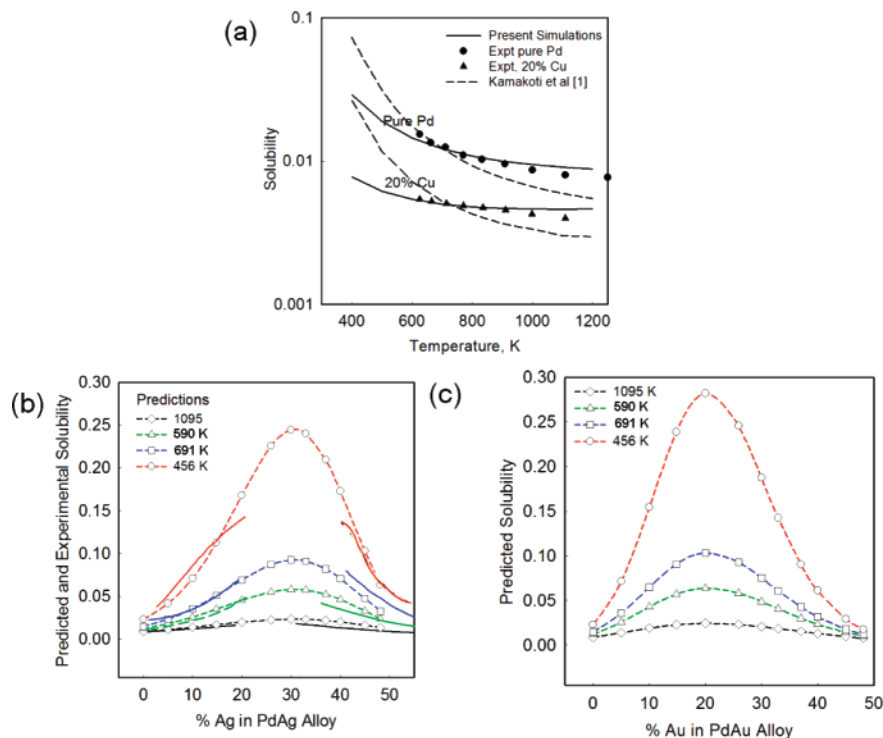 (a)
0.1
0.01
0.001
Solubility
Present Simulations
Expt pure Pd
Expt, 20% Cu
Kamakoti et al [1]
Pure Pd
20% Cu
400 600 800 1000 1200
Temperature, K
(b)
0.30
0.25
0.20
0.15
0.10
0.05
0.00
Predicted and Experimental Solubility
Predictions
1095
590 K
691 K
456 K
0 10 20 30 40 50
% Ag in PdAg Alloy
(c)
0.30
0.25
0.20
0.15
0.10
0.05
0.00
Predicted Solubility
1095 K
590 K
691 K
456 K
0 10 20 30 40 50
% Au in PdAu Alloy